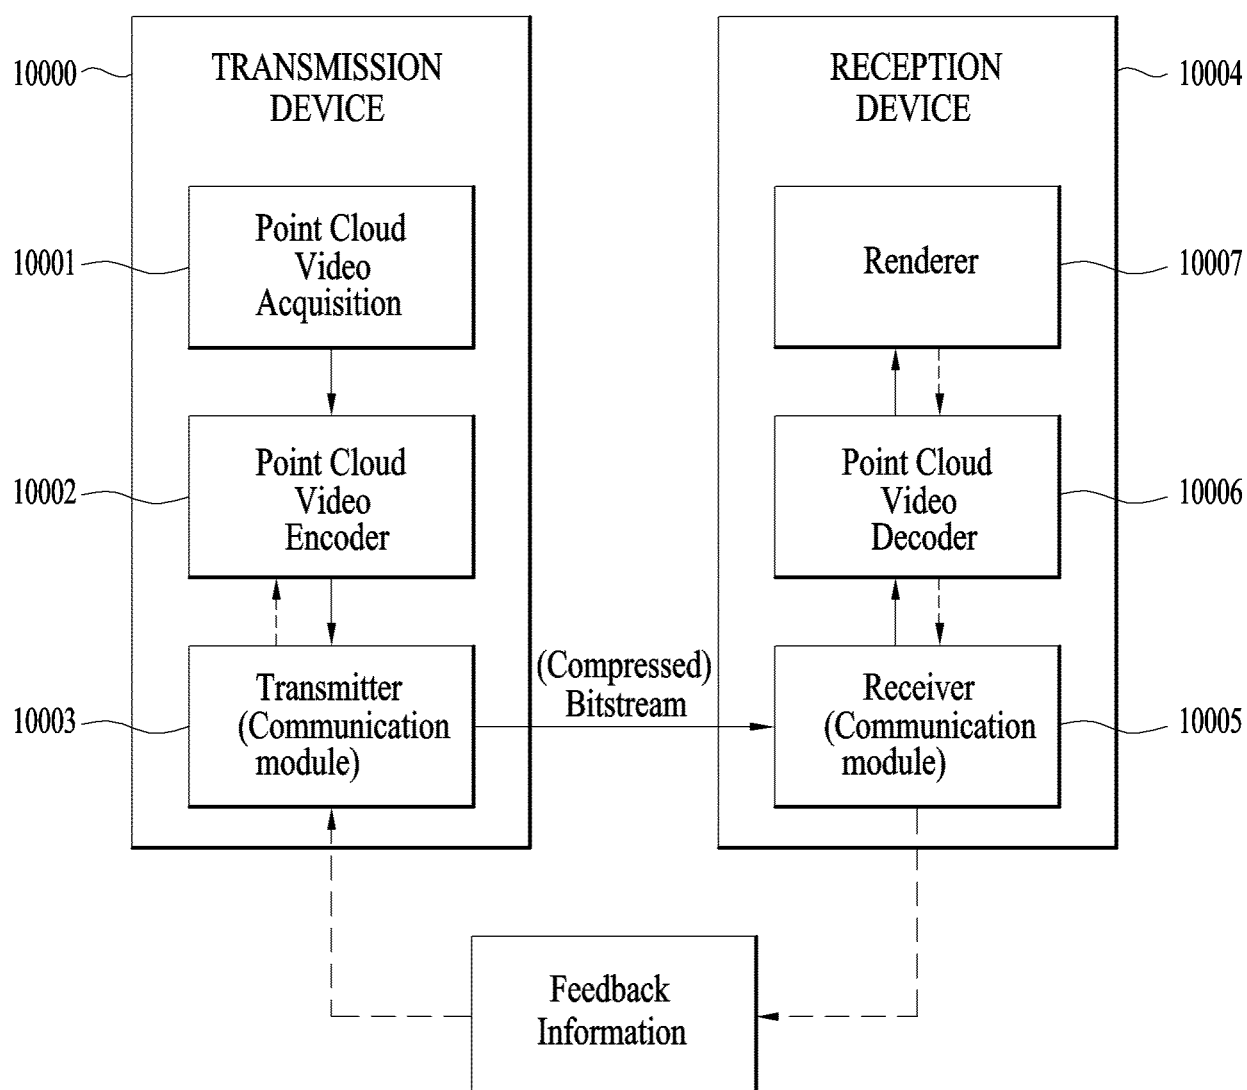 10000
TRANSMISSION
DEVICE
10001
Point Cloud
Video
Acquisition
10002
Point Cloud
Video
Encoder
10003
Transmitter
(Communication
module)
(Compressed)
Bitstream
RECEPTION
DEVICE
10004
Renderer
10007
Point Cloud
Video
Decoder
10006
Receiver
(Communication
module)
10005
Feedback
Information